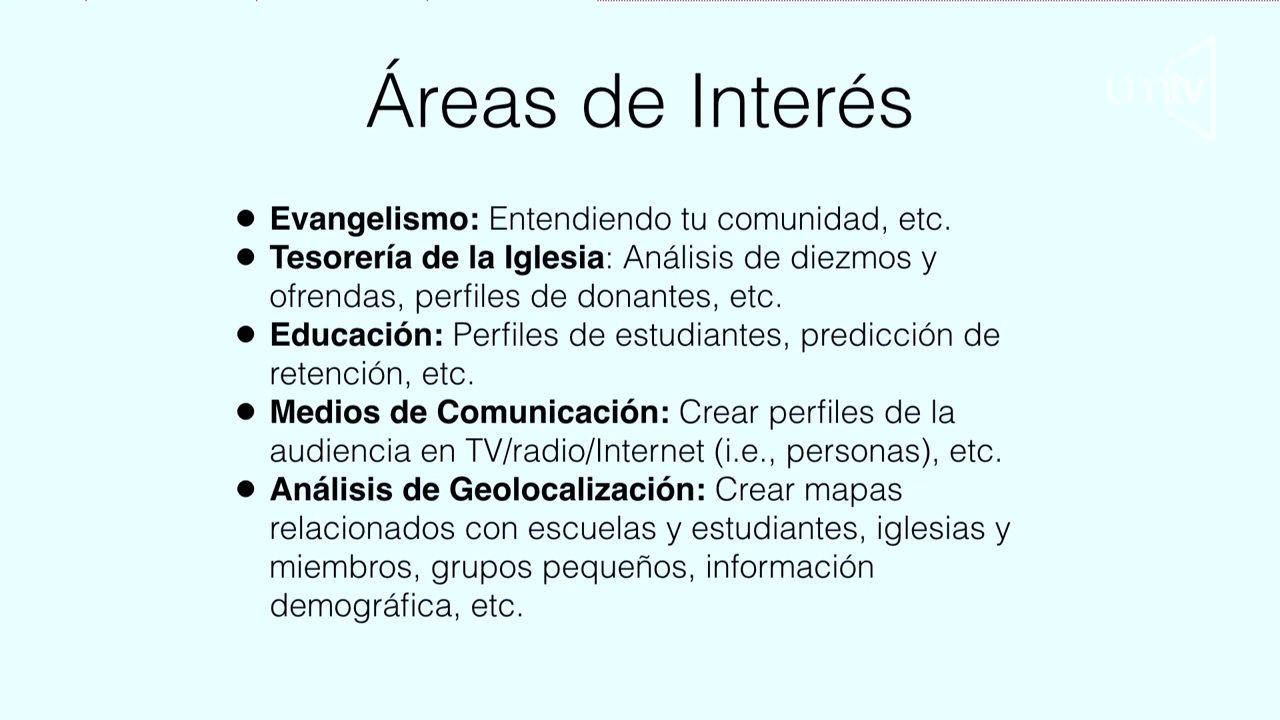 Áreas de Interés
umtv
● Evangelismo: Entendiendo tu comunidad, etc.
● Tesorería de la Iglesia: Análisis de diezmos y
ofrendas, perfiles de donantes, etc.
● Educación: Perfiles de estudiantes, predicción de
retención, etc.
● Medios de Comunicación: Crear perfiles de la
audiencia en TV/radio/Internet (i.e., personas), etc.
● Análisis de Geolocalización: Crear mapas
relacionados con escuelas y estudiantes, iglesias y
miembros, grupos pequeños, información
demográfica, etc.